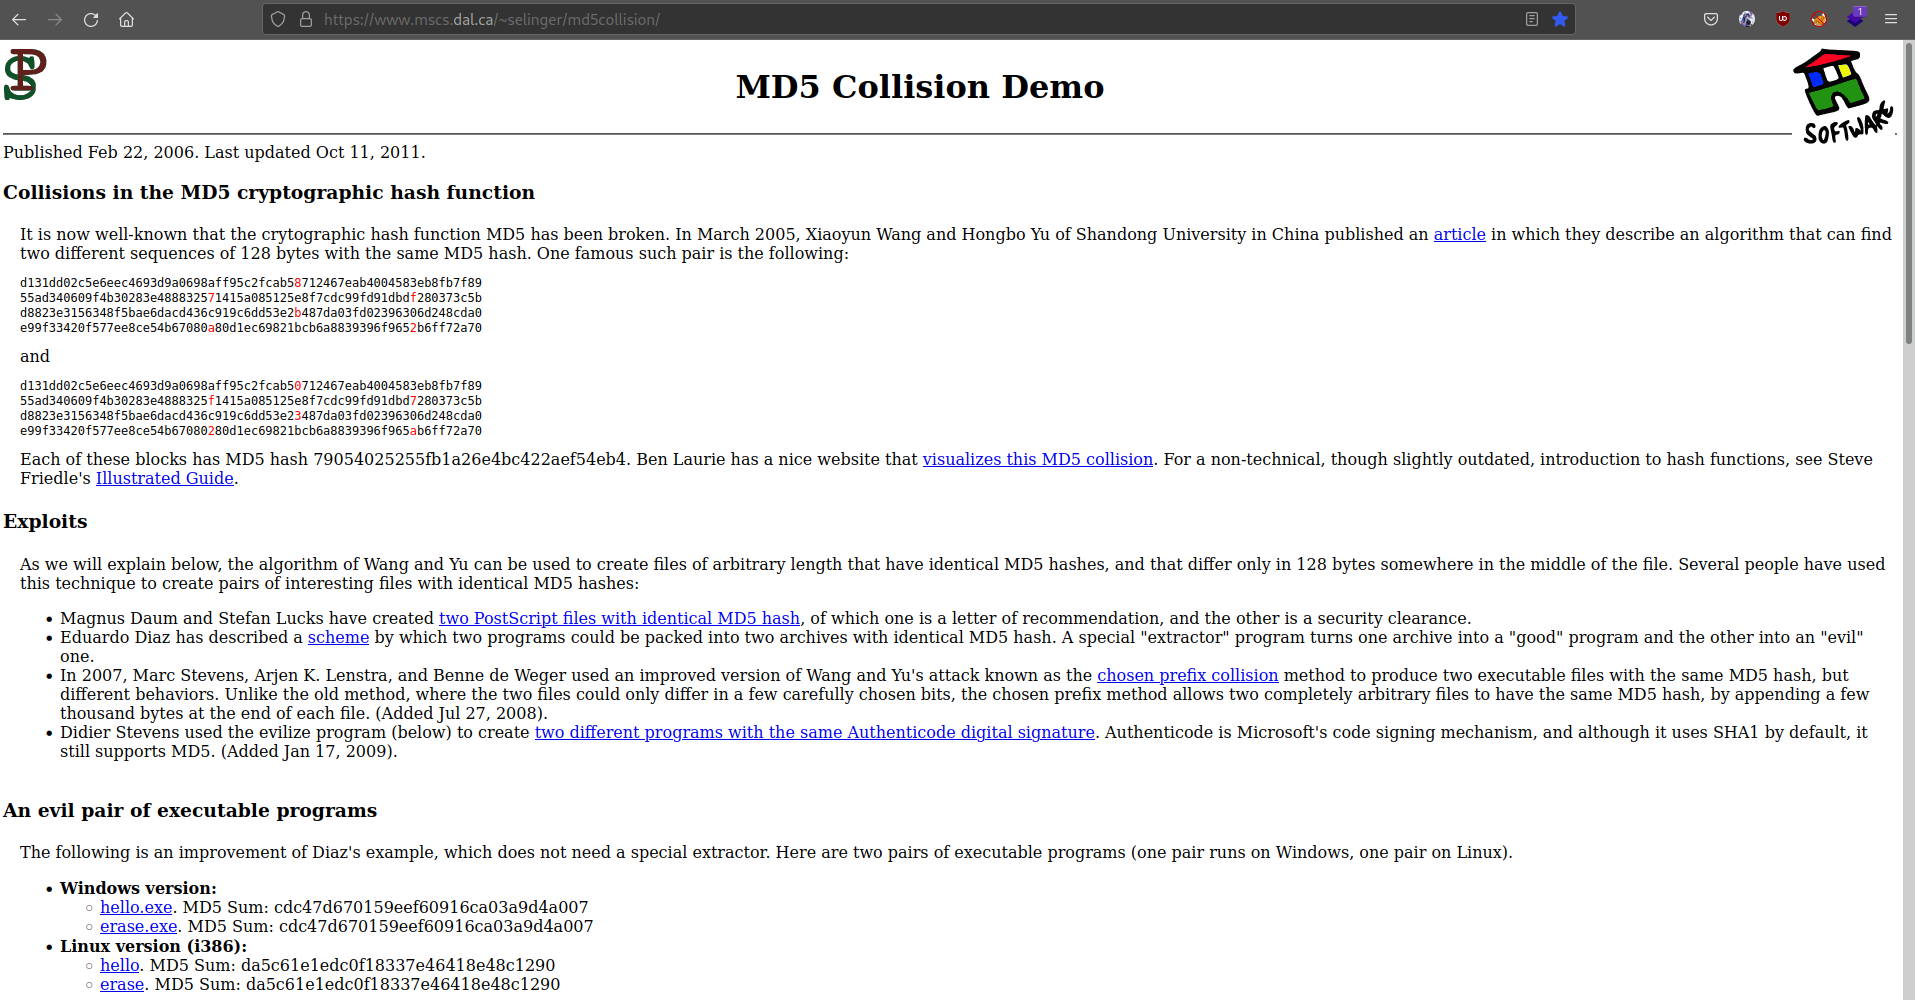 https://www.mscs.dal.ca/~selinger/md5collision/
1
SP
MD5 Collision Demo
SOFTWARE
Published Feb 22, 2006. Last updated Oct 11, 2011.
Collisions in the MD5 cryptographic hash function
It is now well-known that the crytographic hash function MD5 has been broken. In March 2005, Xiaoyun Wang and Hongbo Yu of Shandong University in China published an article in which they describe an algorithm that can find
two different sequences of 128 bytes with the same MD5 hash. One famous such pair is the following:
d131dd02c5e6eec4693d9a0698aff95c2fcab58712467eab4004583eb8fb7f89
55ad340609f4b30283e488832571415a085125e8f7cdc99fd91dbdf280373c5b
d8823e3156348f5bae6dacd436c919c6dd53e2b487da03fd02396306d248cda0
e99f33420f577ee8ce54b67080a80d1ec69821bcb6a8839396f9652b6ff72a70
and
d131dd02c5e6eec4693d9a0698aff95c2fcab50712467eab4004583eb8fb7f89
55ad340609f4b30283e4888325f1415a085125e8f7cdc99fd91dbd7280373c5b
d8823e3156348f5bae6dacd436c919c6dd53e23487da03fd02396306d248cda0
e99f33420f577ee8ce54b67080280d1ec69821bcb6a8839396f965ab6ff72a70
Each of these blocks has MD5 hash 79054025255fb1a26e4bc422aef54eb4. Ben Laurie has a nice website that visualizes this MD5 collision. For a non-technical, though slightly outdated, introduction to hash functions, see Steve
Friedle's Illustrated Guide.
Exploits
As we will explain below, the algorithm of Wang and Yu can be used to create files of arbitrary length that have identical MD5 hashes, and that differ only in 128 bytes somewhere in the middle of the file. Several people have used
this technique to create pairs of interesting files with identical MD5 hashes:
• Magnus Daum and Stefan Lucks have created two PostScript files with identical MD5 hash, of which one is a letter of recommendation, and the other is a security clearance.
• Eduardo Diaz has described a scheme by which two programs could be packed into two archives with identical MD5 hash. A special "extractor" program turns one archive into a "good" program and the other into an "evil"
one.
• In 2007, Marc Stevens, Arjen K. Lenstra, and Benne de Weger used an improved version of Wang and Yu's attack known as the chosen prefix collision method to produce two executable files with the same MD5 hash, but
different behaviors. Unlike the old method, where the two files could only differ in a few carefully chosen bits, the chosen prefix method allows two completely arbitrary files to have the same MD5 hash, by appending a few
thousand bytes at the end of each file. (Added Jul 27, 2008).
• Didier Stevens used the evilize program (below) to create two different programs with the same Authenticode digital signature. Authenticode is Microsoft's code signing mechanism, and although it uses SHA1 by default, it
still supports MD5. (Added Jan 17, 2009).
An evil pair of executable programs
The following is an improvement of Diaz's example, which does not need a special extractor. Here are two pairs of executable programs (one pair runs on Windows, one pair on Linux).
• Windows version:
◦ hello.exe. MD5 Sum: cdc47d670159eef60916ca03a9d4a007
◦ erase.exe. MD5 Sum: cdc47d670159eef60916ca03a9d4a007
• Linux version (i386):
◦ hello. MD5 Sum: da5c61e1edc0f18337e46418e48c1290
◦ erase. MD5 Sum: da5c61e1edc0f18337e46418e48c1290